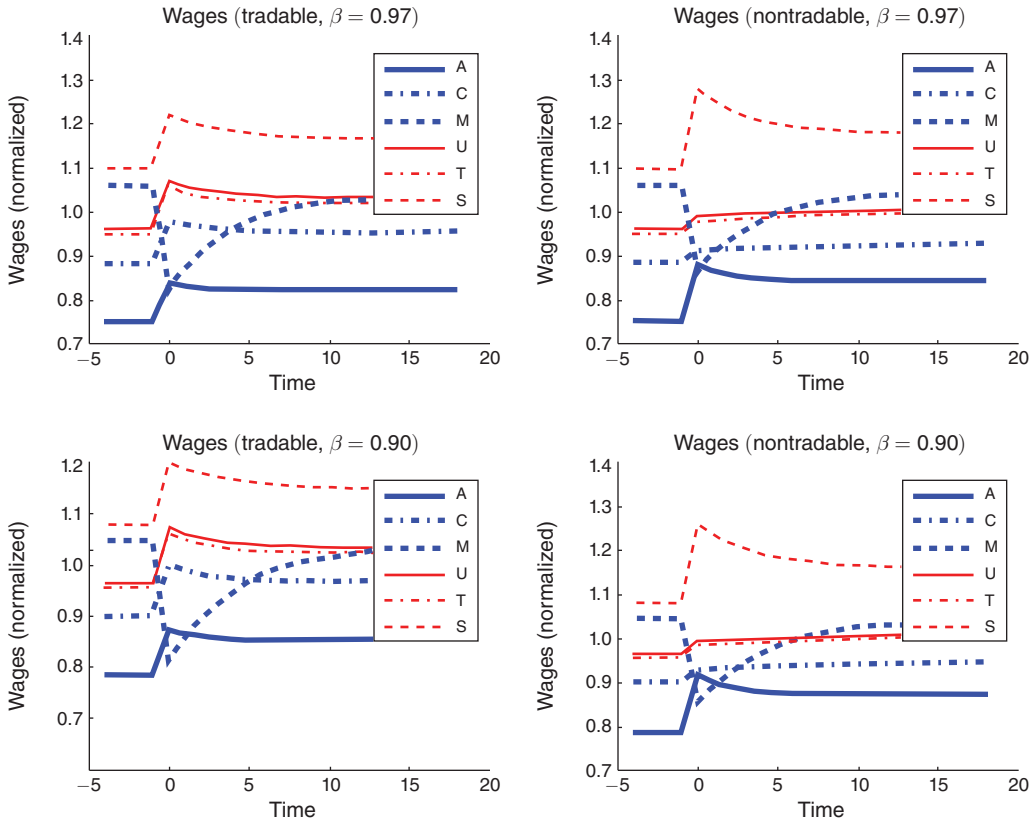 Wages (tradable, β = 0.97)
Wages (normalized)
1.4
1.3
1.2
1.1
1.0
0.9
0.8
0.7
−5
0
5
10
15
20
Time
A
C
M
U
T
S
Wages (nontradable, β = 0.97)
Wages (normalized)
1.4
1.3
1.2
1.1
1.0
0.9
0.8
0.7
−5
0
5
10
15
20
Time
A
C
M
U
T
S
Wages (tradable, β = 0.90)
Wages (normalized)
1.2
1.1
1.0
0.9
0.8
0.7
−5
0
5
10
15
20
Time
A
C
M
U
T
S
Wages (nontradable, β = 0.90)
Wages (normalized)
1.4
1.3
1.2
1.1
1.0
0.9
0.8
0.7
−5
0
5
10
15
20
Time
A
C
M
U
T
S